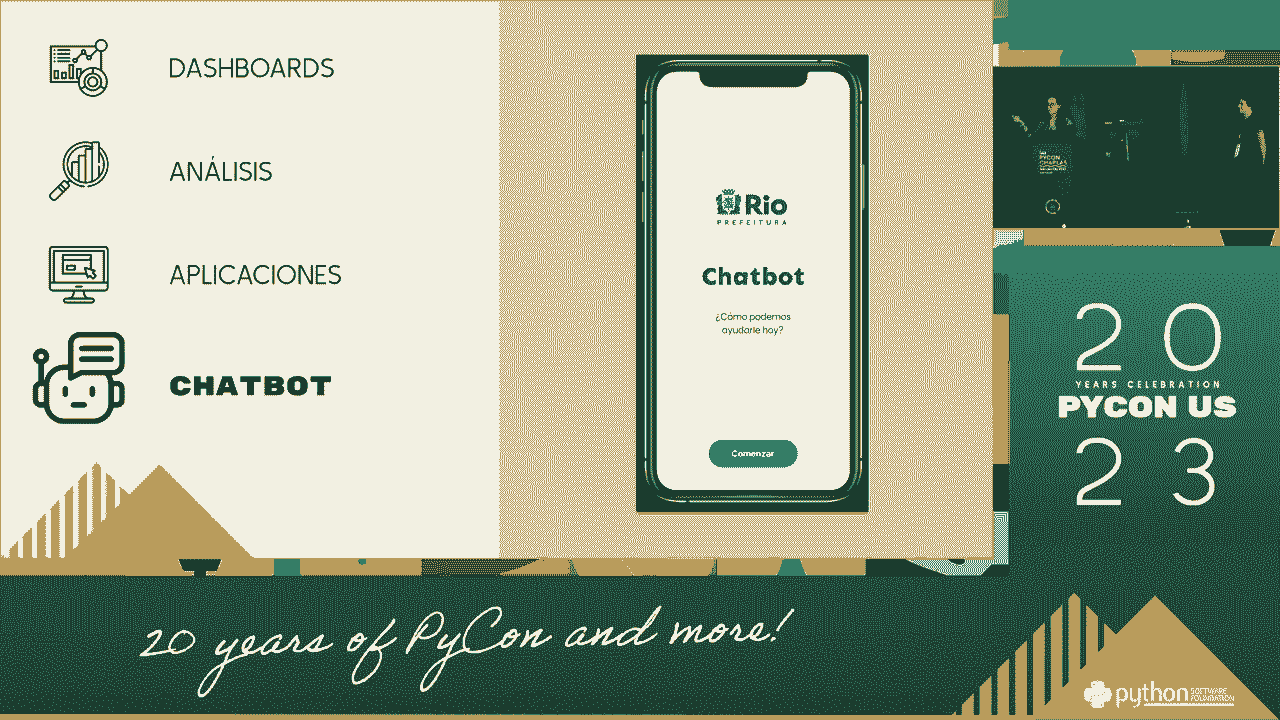 DASHBOARDS
ANÁLISIS
APLICACIONES
CHATBOT
Rio
PREFEITURA
Chatbot
¿Cómo podemos
ayudarle hoy?
Comenzar
PYCON
CHARLAS
20
YEARS CELEBRATION
PYCON US
23
20 years of PyCon and more!
python
SOFTWARE
FOUNDATION